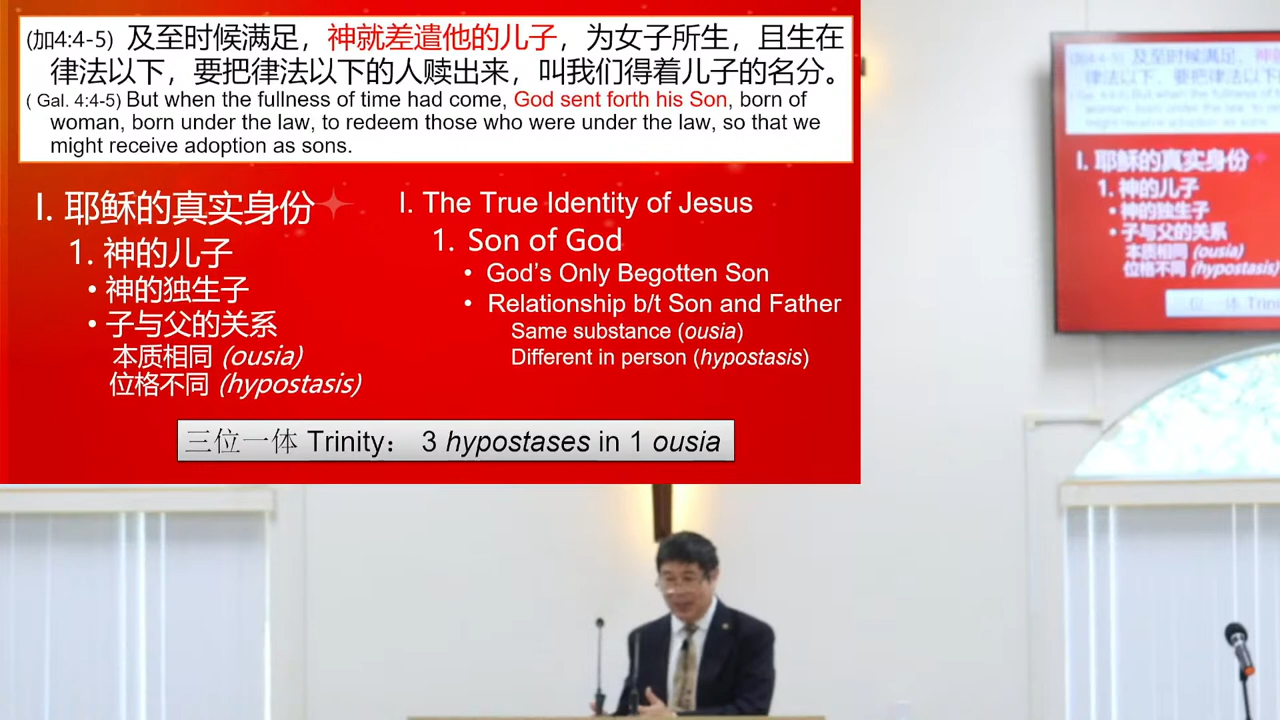 (加4:4-5) 及至时候满足，神就差遣他的儿子，为女子所生，且生在
律法以下，要把律法以下的人赎出来，叫我们得着儿子的名分。
( Gal. 4:4-5) But when the fullness of time had come, God sent forth his Son, born of
woman, born under the law, to redeem those who were under the law, so that we
might receive adoption as sons.
I. 耶稣的真实身份
1. 神的儿子
• 神的独生子
• 子与父的关系
本质相同 (ousia)
位格不同 (hypostasis)
I. The True Identity of Jesus
1. Son of God
• God’s Only Begotten Son
• Relationship b/t Son and Father
Same substance (ousia)
Different in person (hypostasis)
三位一体 Trinity： 3 hypostases in 1 ousia
I. 耶稣的真实身份
1. 神的儿子
• 神的独生子
• 子与父的关系
本质相同 (ousia)
位格不同 (hypostasis)
三位一体 Trin